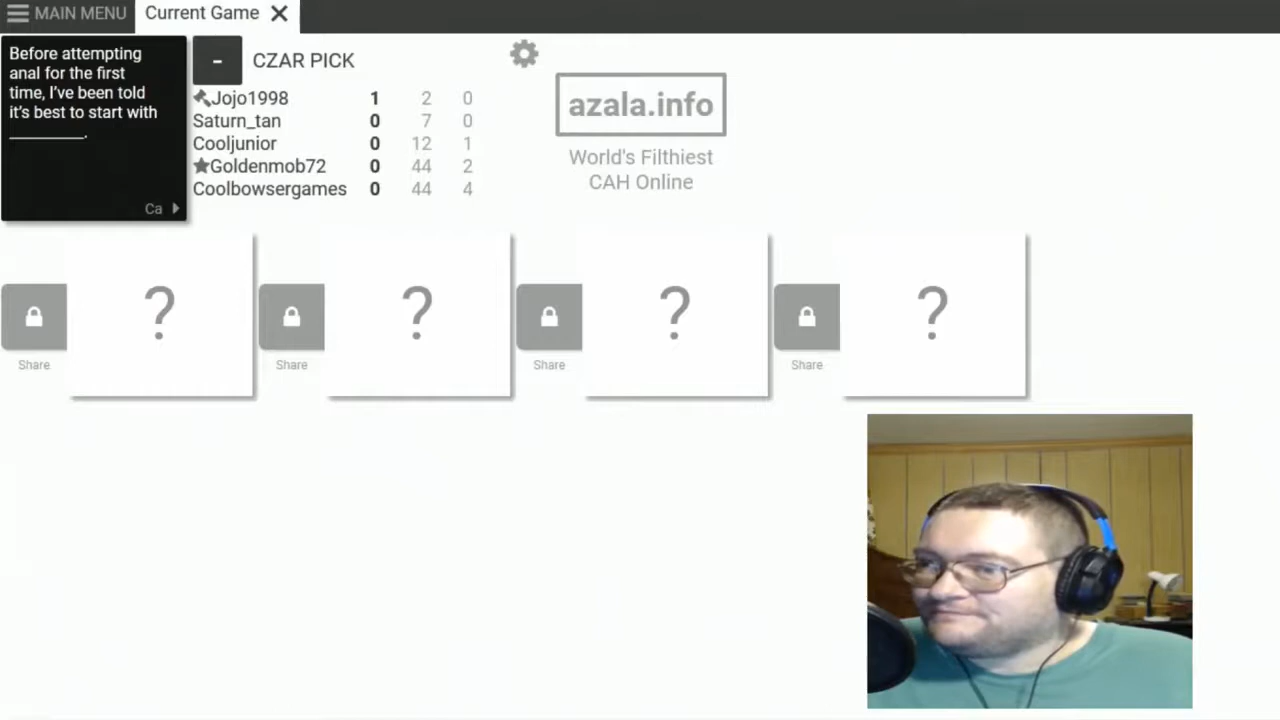 MAIN MENU
Current Game
Before attempting
anal for the first
time, I've been told
it's best to start with
________.
Ca
-
CZAR PICK
Jojo1998 1 2 0
Saturn_tan 0 7 0
Cooljunior 0 12 1
Goldenmob72 0 44 2
Coolbowsergames 0 44 4
azala.info
World's Filthiest
CAH Online
? ? ? ?
Share Share Share Share